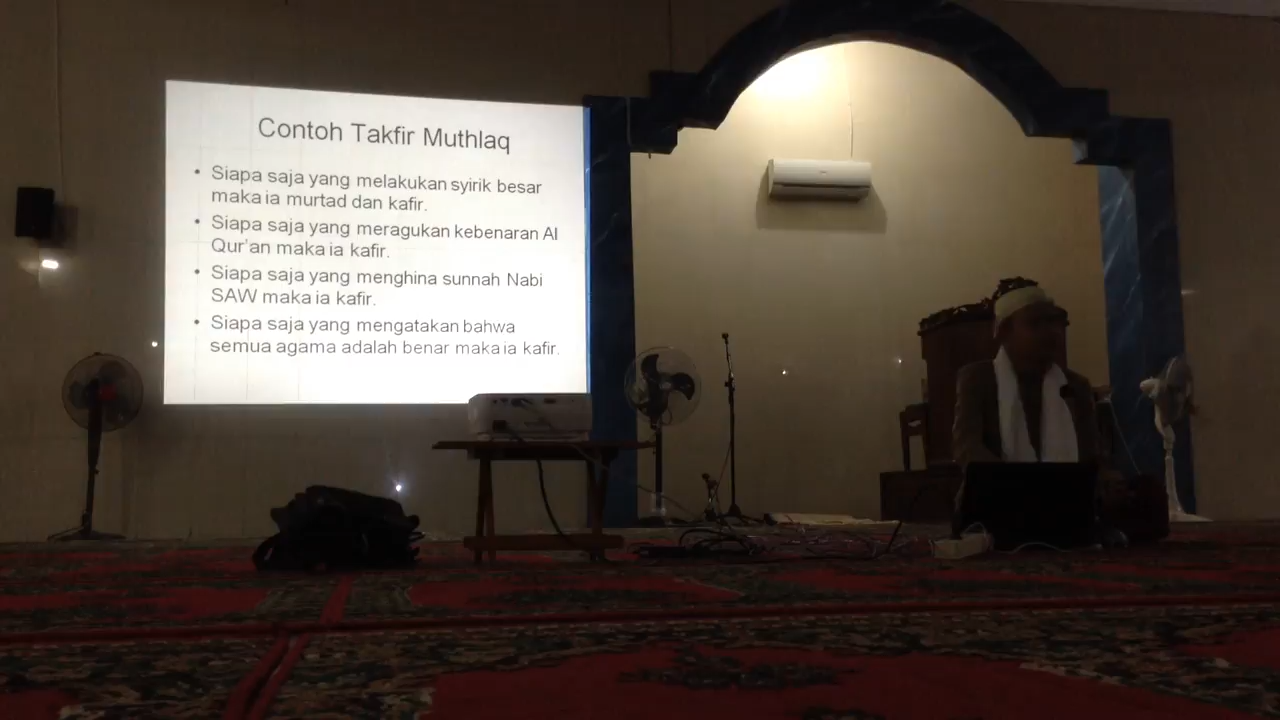 Contoh Takfir Muthlaq
• Siapa saja yang melakukan syirik besar
maka ia murtad dan kafir.
• Siapa saja yang meragukan kebenaran Al
Qur'an maka ia kafir.
• Siapa saja yang menghina sunnah Nabi
SAW maka ia kafir.
• Siapa saja yang mengatakan bahwa
semua agama adalah benar maka ia kafir.